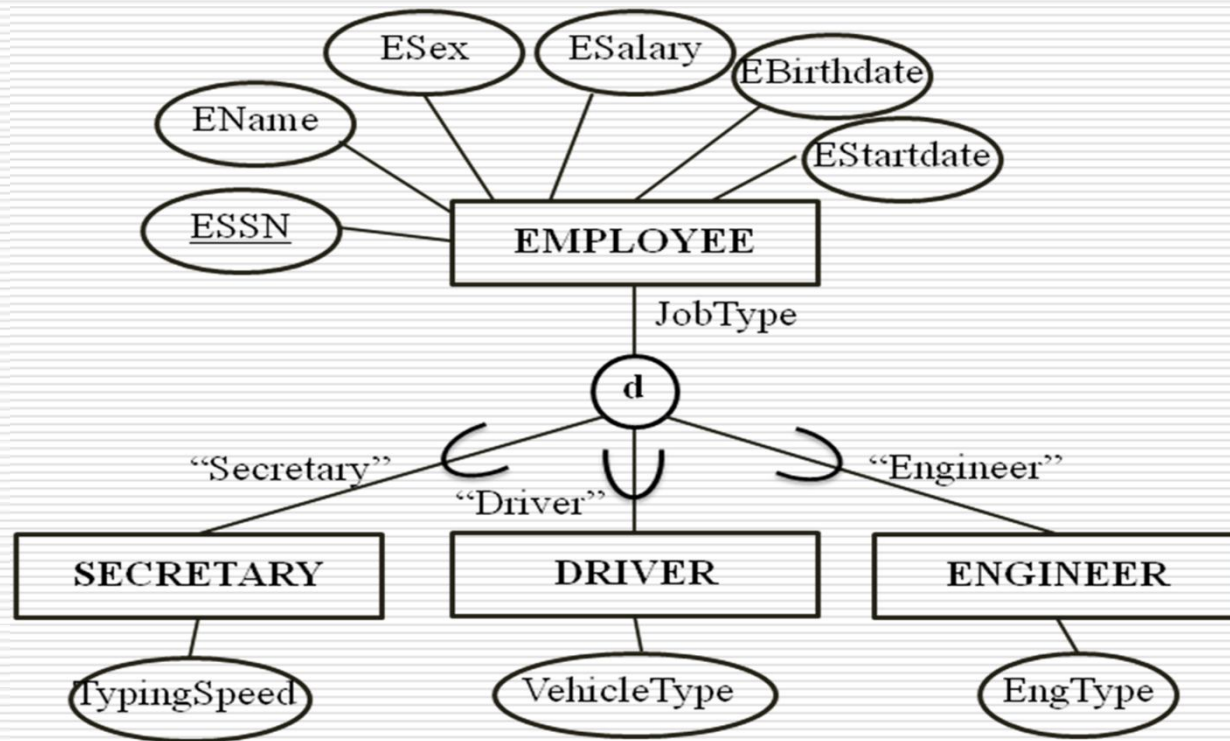 ESex
ESalary
EBirthdate
EName
EStartdate
ESSN
EMPLOYEE
JobType
d
“Secretary”
“Engineer”
“Driver”
SECRETARY
DRIVER
ENGINEER
TypingSpeed
VehicleType
EngType